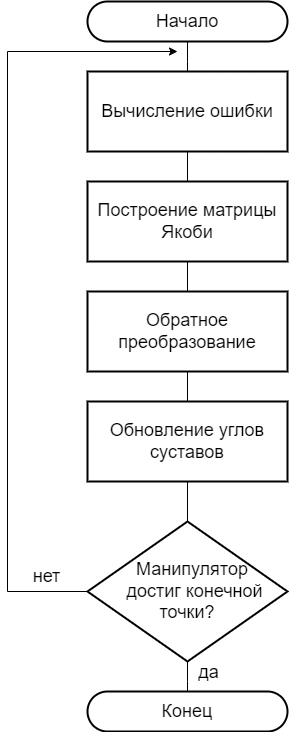 Начало
Вычисление ошибки
Построение матрицы
Якоби
Обратное
преобразование
Обновление углов
суставов
Манипулятор
достиг конечной
точки?
нет
да
Конец